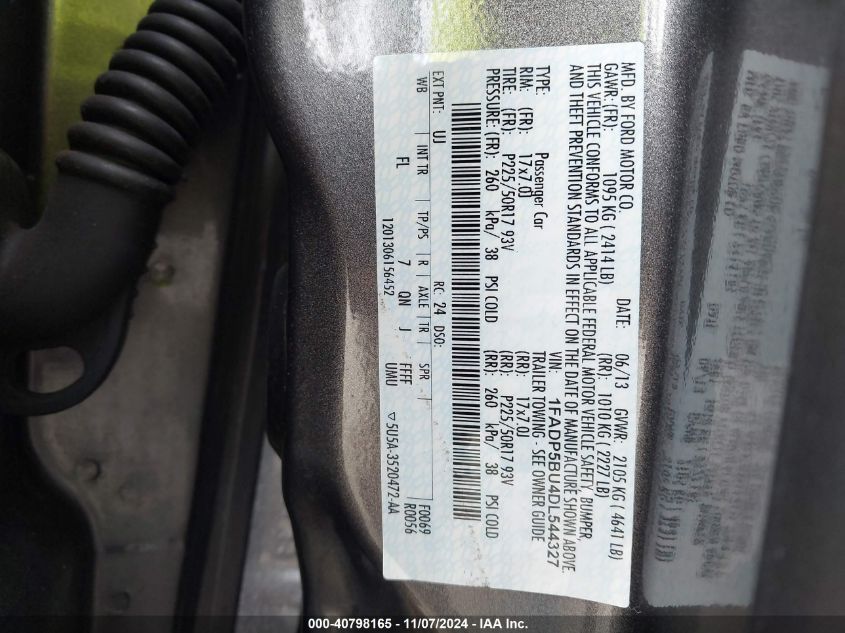 MFD. BY FORD MOTOR CO. DATE: 06/13 GVWR: 2105 KG ( 4641 LB)
GAWR: (FR): 1095 KG ( 2414 LB) (RR): 1010 KG ( 2227 LB)
THIS VEHICLE CONFORMS TO ALL APPLICABLE FEDERAL MOTOR VEHICLE SAFETY, BUMPER,
AND THEFT PREVENTION STANDARDS IN EFFECT ON THE DATE OF MANUFACTURE SHOWN ABOVE.
VIN: 1FADP5BU4DL544327
TYPE: Passenger Car TRAILER TOWING - SEE OWNER GUIDE
RIM: (FR) 17x7.0J (RR): 17x7.0J
TIRE: (FR) P225/50R17 93V (RR): P225/50R17 93V
PRESSURE: (FR): 260 kPa/ 38 PSI COLD (RR): 260 kPa/ 38 PSI COLD
EXT PNT: UJ RC: 24 DSO: F0069
WB INT TR TP/PS R AXLE TR SPR R0056
FL 7 QN J FFFF
1201306156452 UMU ▽5U5A-3520472-AA
000-40798165 - 11/07/2024 - IAA Inc.